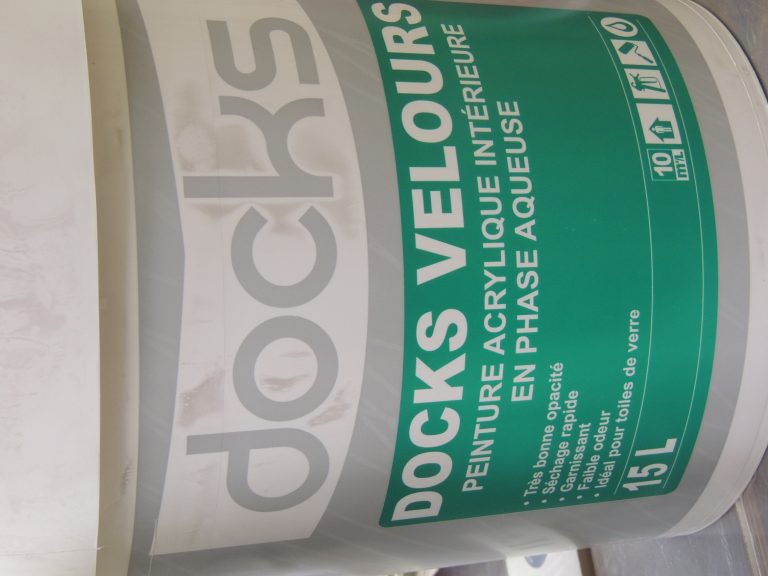 docks
DOCKS VELOURS
PEINTURE ACRYLIQUE INTÉRIEURE
EN PHASE AQUEUSE
• Très bonne opacité
• Séchage rapide
• Garnissant
• Faible odeur
• Idéal pour toiles de verre
15 L
10
m²/L